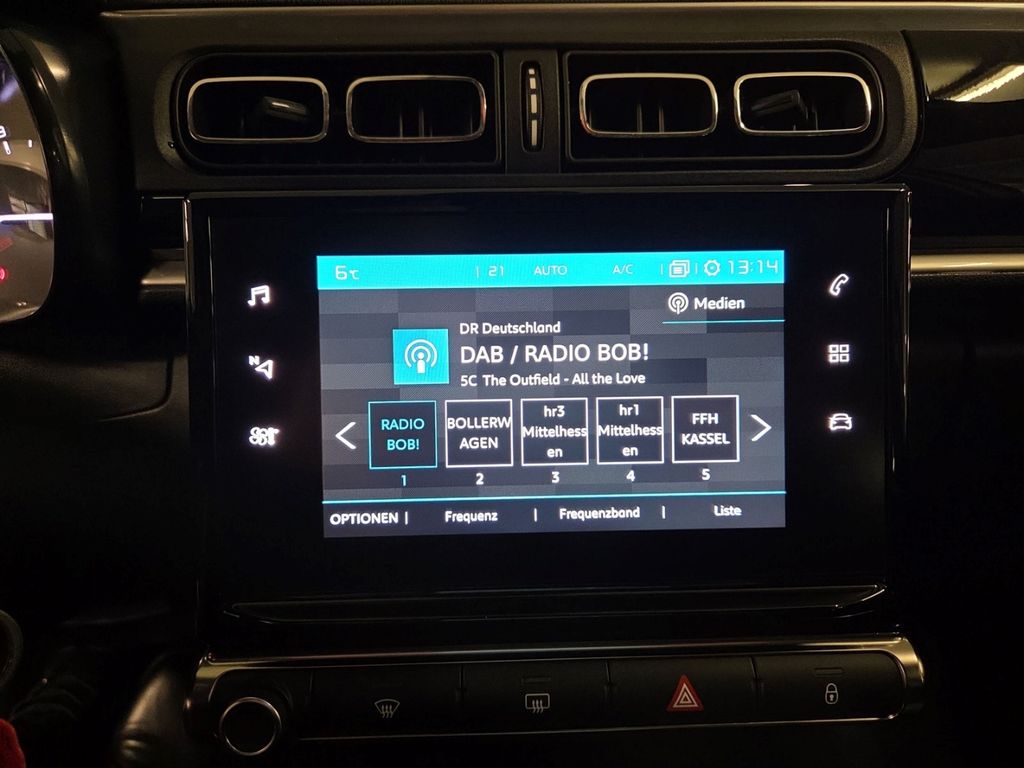 6°C | 21 AUTO A/C | | 13:14
Medien
DR Deutschland
DAB / RADIO BOB!
5C The Outfield - All the Love
RADIO
BOB!
BOLLERW
AGEN
hr3
Mittelhess
en
hr1
Mittelhess
en
FFH
KASSEL
1 2 3 4 5
OPTIONEN | Frequenz | Frequenzband | Liste
N